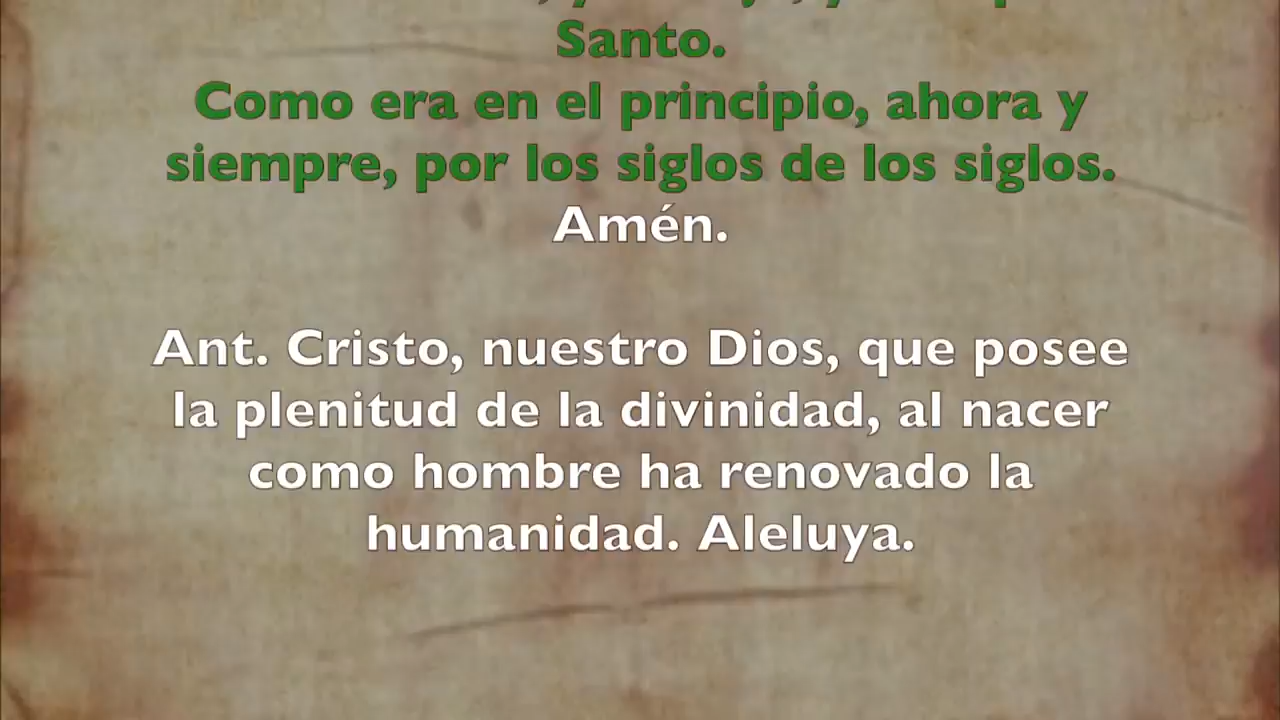 Santo.
Como era en el principio, ahora y
siempre, por los siglos de los siglos.
Amén.
Ant. Cristo, nuestro Dios, que posee
la plenitud de la divinidad, al nacer
como hombre ha renovado la
humanidad. Aleluya.